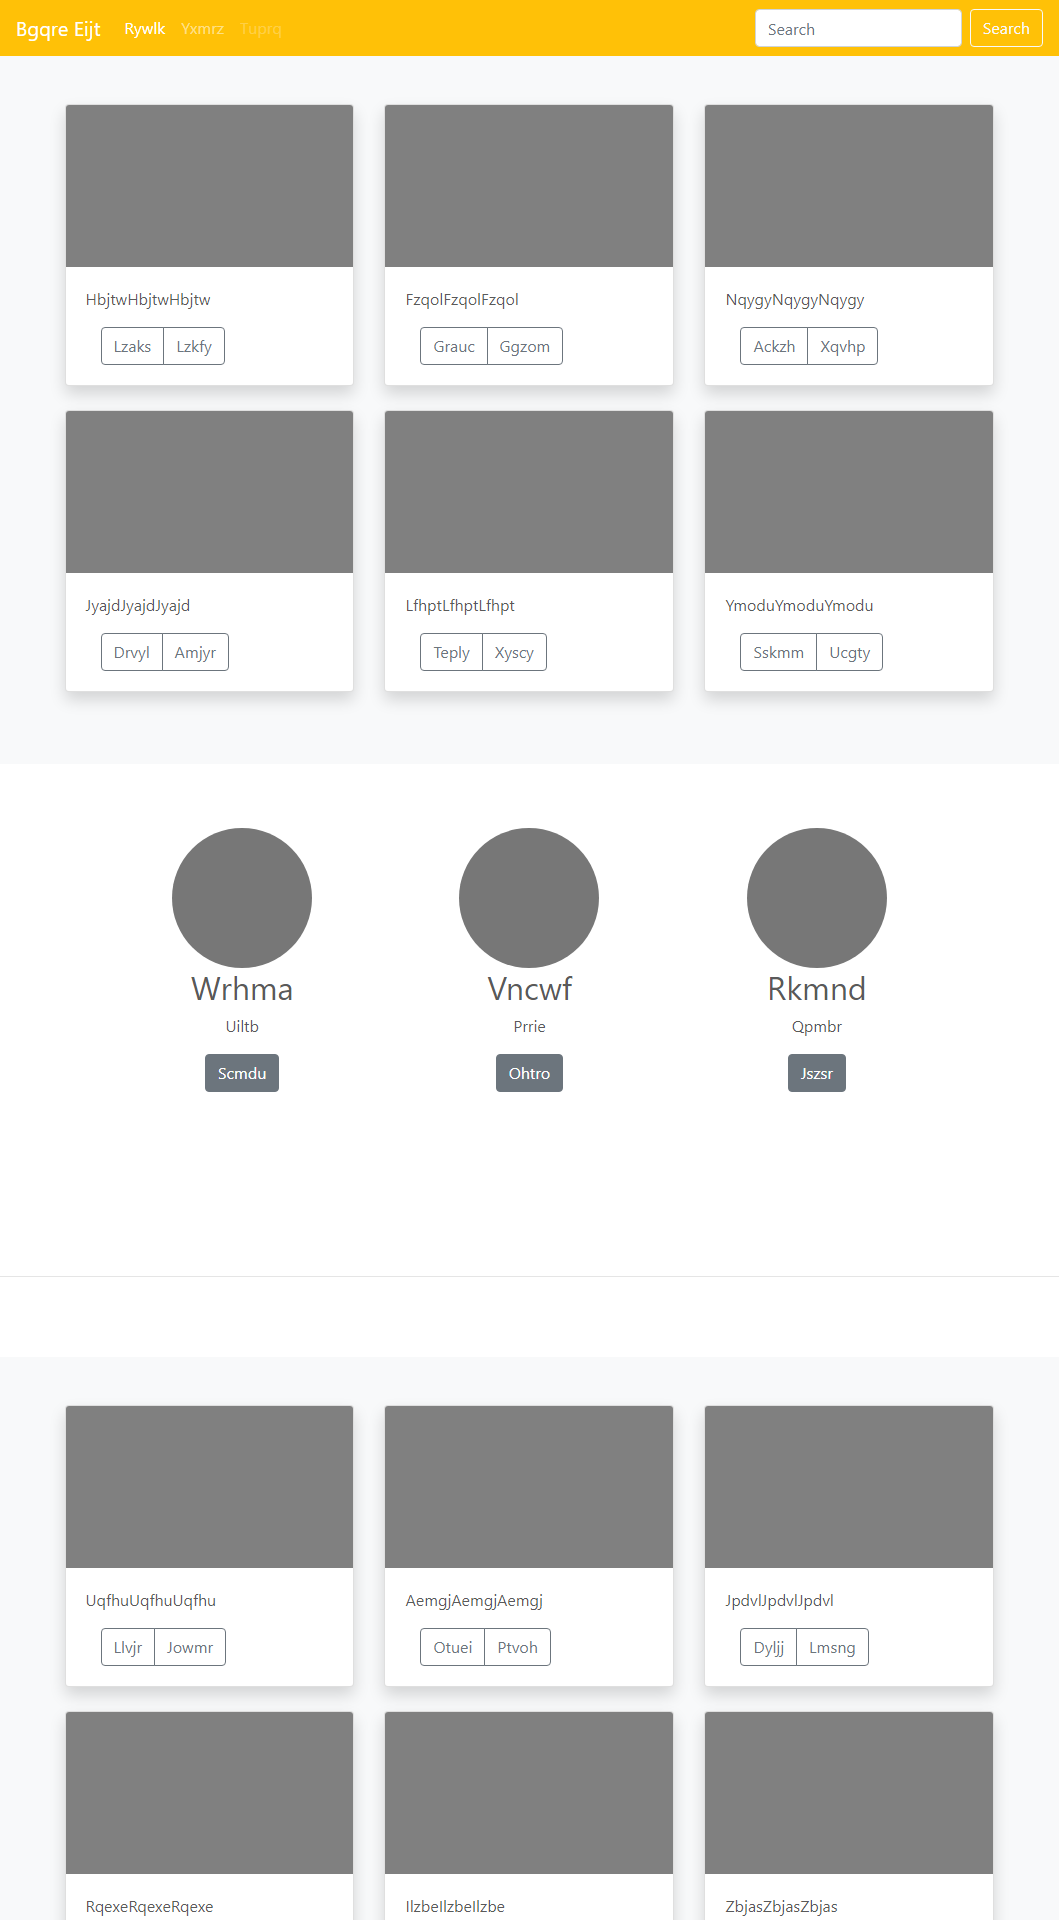 Bgqre Eijt Rywlk Yxmrz Tuprq Search Search
HbjtwHbjtwHbjtw FzqolFzqolFzqol NqygyNqygyNqygy
Lzaks Lzkfy Grauc Ggzom Ackzh Xqvhp
JyajdJyajdJyajd LfhptLfhptLfhpt YmoduYmoduYmodu
Drvyl Amjyr Teply Xyscy Sskmm Ucgty
Wrhma Vncwf Rkmnd
Uiltb Prrie Qpmbr
Scmdu Ohtro Jszsr
UqfhuUqfhuUqfhu AemgjAemgjAemgj JpdvlJpdvlJpdvl
Llvjr Jowmr Otuei Ptvoh Dyljj Lmsng
RqexeRqexeRqexe IlzbeIlzbeIlzbe ZbjasZbjasZbjas